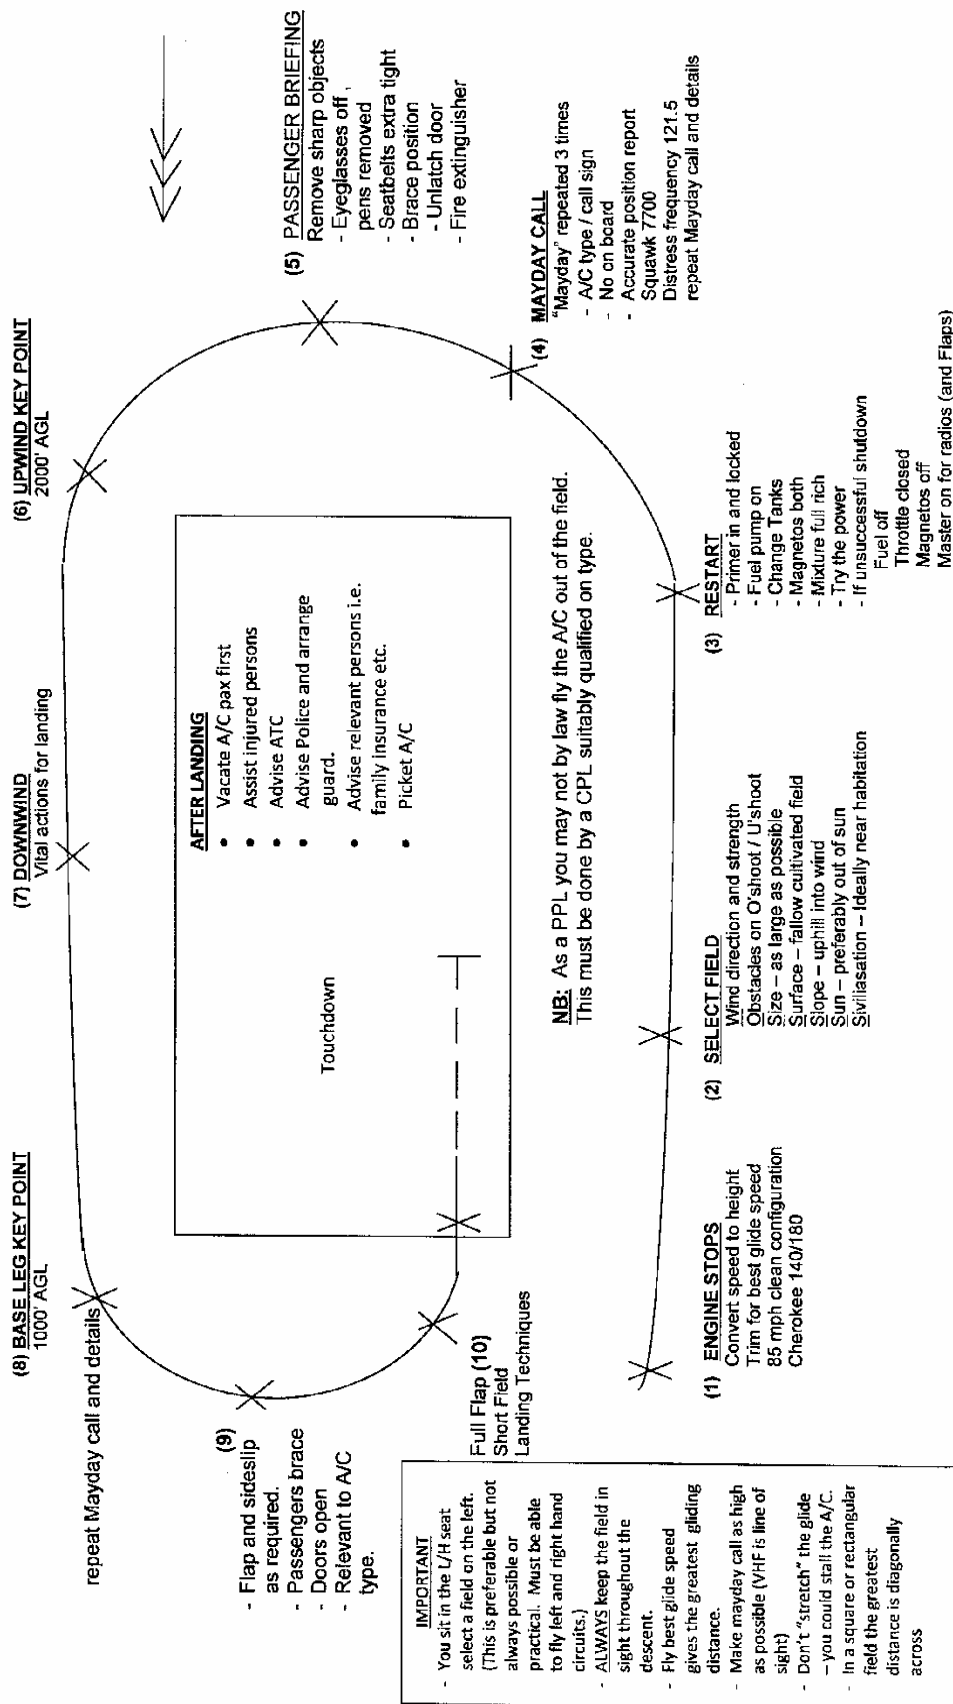 (1) ENGINE STOPS
Convert speed to height
Trim for best glide speed
85 mph clean configuration
Cherokee 140/180
(2) SELECT FIELD
Wind direction and strength
Obstacles on O'shoot / U'shoot
Size – as large as possible
Surface – fallow cultivated field
Slope – uphill into wind
Sun – preferably out of sun
Siviliasation – Ideally near habitation
(3) RESTART
- Primer in and locked
- Fuel pump on
- Change Tanks
- Magnetos both
- Mixture full rich
- Try the power
- If unsuccessful shutdown
Fuel off
Throttle closed
Magnetos off
Master on for radios (and Flaps)
(4) MAYDAY CALL
"Mayday" repeated 3 times
- A/C type / call sign
- No on board
- Accurate position report
Squawk 7700
Distress frequency 121.5
repeat Mayday call and details
(5) PASSENGER BRIEFING
Remove sharp objects
- Eyeglasses off ,
pens removed
- Seatbelts extra tight
- Brace position
- Unlatch door
- Fire extinguisher
(6) UPWIND KEY POINT
2000' AGL
(7) DOWNWIND
Vital actions for landing
(8) BASE LEG KEY POINT
1000' AGL
repeat Mayday call and details
(9)
- Flap and sideslip
as required.
- Passengers brace
- Doors open
- Relevant to A/C
type.
Full Flap (10)
Short Field
Landing Techniques
Touchdown
AFTER LANDING
• Vacate A/C pax first
• Assist injured persons
• Advise ATC
• Advise Police and arrange
guard.
• Advise relevant persons i.e.
family insurance etc.
• Picket A/C
NB: As a PPL you may not by law fly the A/C out of the field.
This must be done by a CPL suitably qualified on type.
IMPORTANT
- You sit in the L/H seat
select a field on the left.
(This is preferable but not
always possible or
practical. Must be able
to fly left and right hand
circuits.)
- ALWAYS keep the field in
sight throughout the
descent.
- Fly best glide speed
gives the greatest gliding
distance.
- Make mayday call as high
as possible (VHF is line of
sight)
- Don't "stretch" the glide
– you could stall the A/C.
- In a square or rectangular
field the greatest
distance is diagonally
across